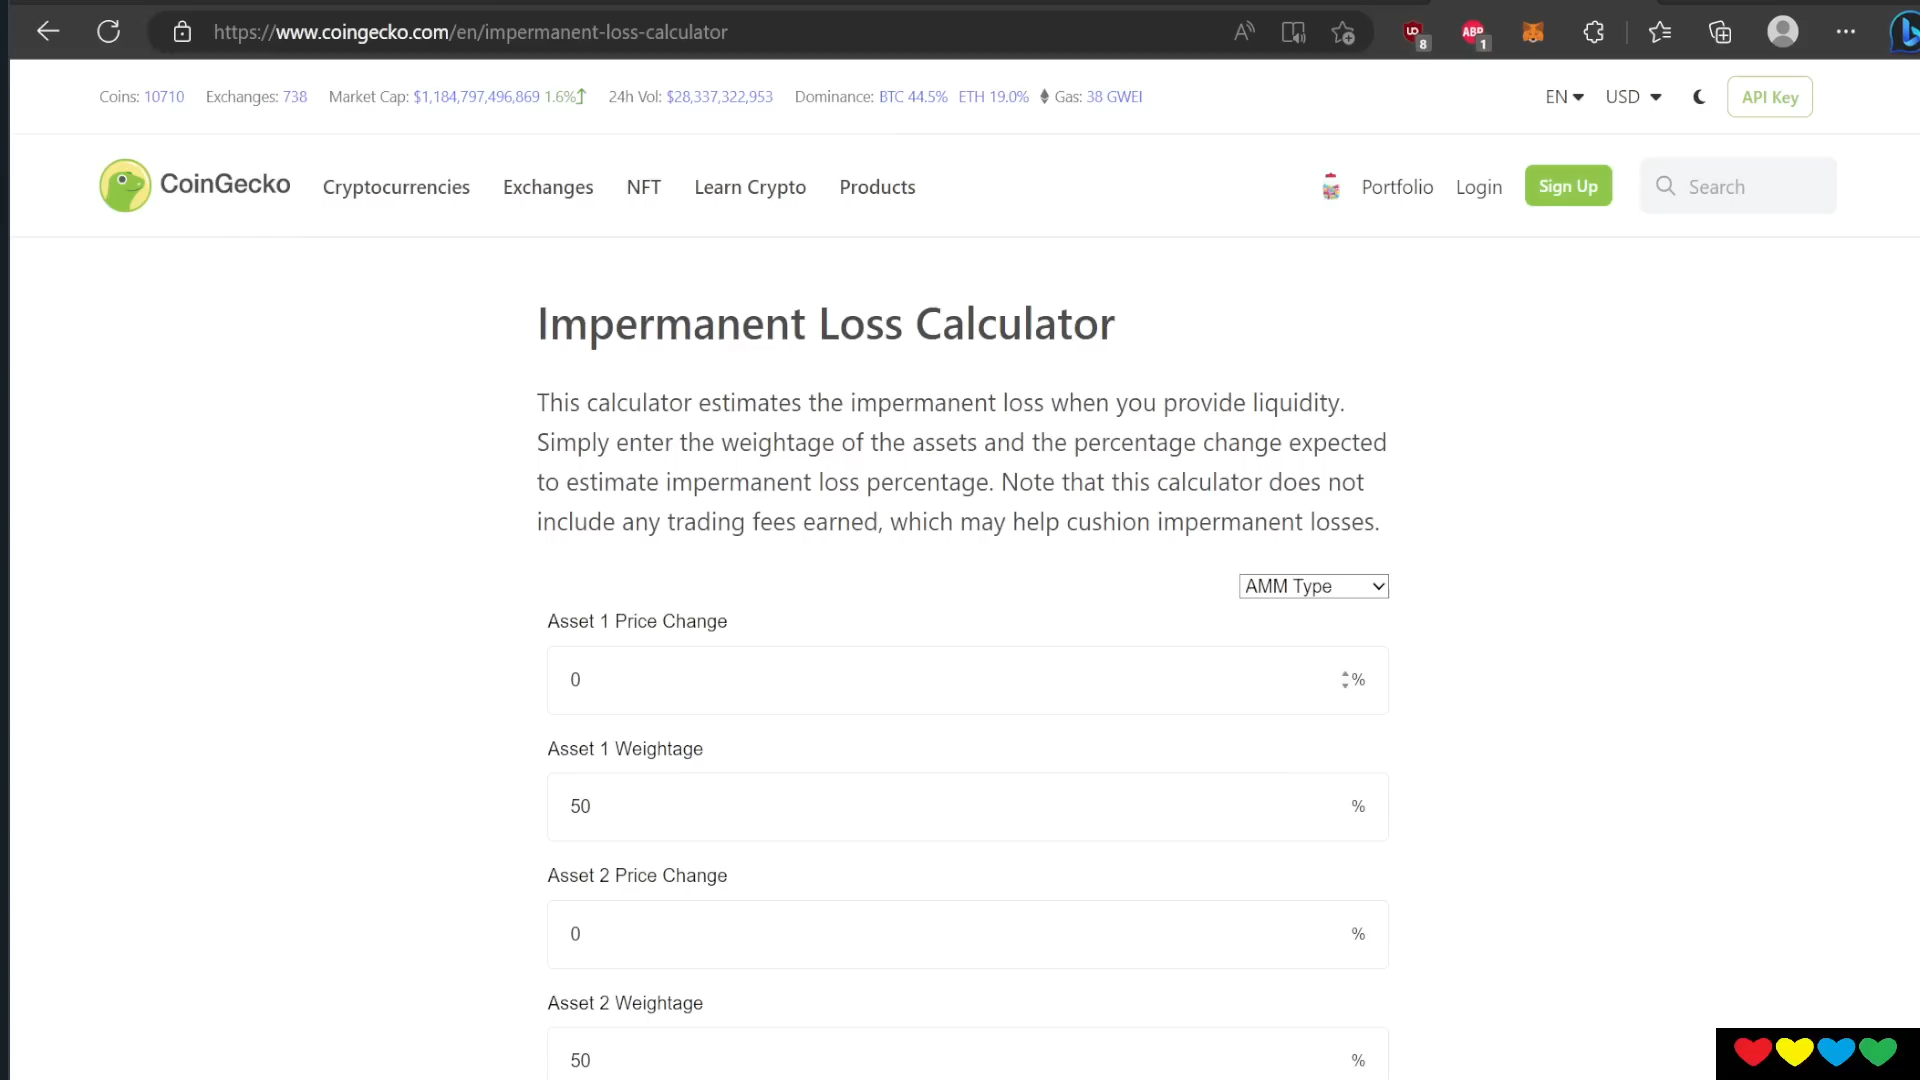 https://www.coingecko.com/en/impermanent-loss-calculator
A
UD
8
ABP
1
Coins: 10710 Exchanges: 738 Market Cap: $1,184,797,496,869 1.6% 24h Vol: $28,337,322,953 Dominance: BTC 44.5% ETH 19.0% Gas: 38 GWEI
EN USD API Key
CoinGecko Cryptocurrencies Exchanges NFT Learn Crypto Products Portfolio Login Sign Up Search
Impermanent Loss Calculator
This calculator estimates the impermanent loss when you provide liquidity.
Simply enter the weightage of the assets and the percentage change expected
to estimate impermanent loss percentage. Note that this calculator does not
include any trading fees earned, which may help cushion impermanent losses.
AMM Type
Asset 1 Price Change
0 %
Asset 1 Weightage
50 %
Asset 2 Price Change
0 %
Asset 2 Weightage
50 %